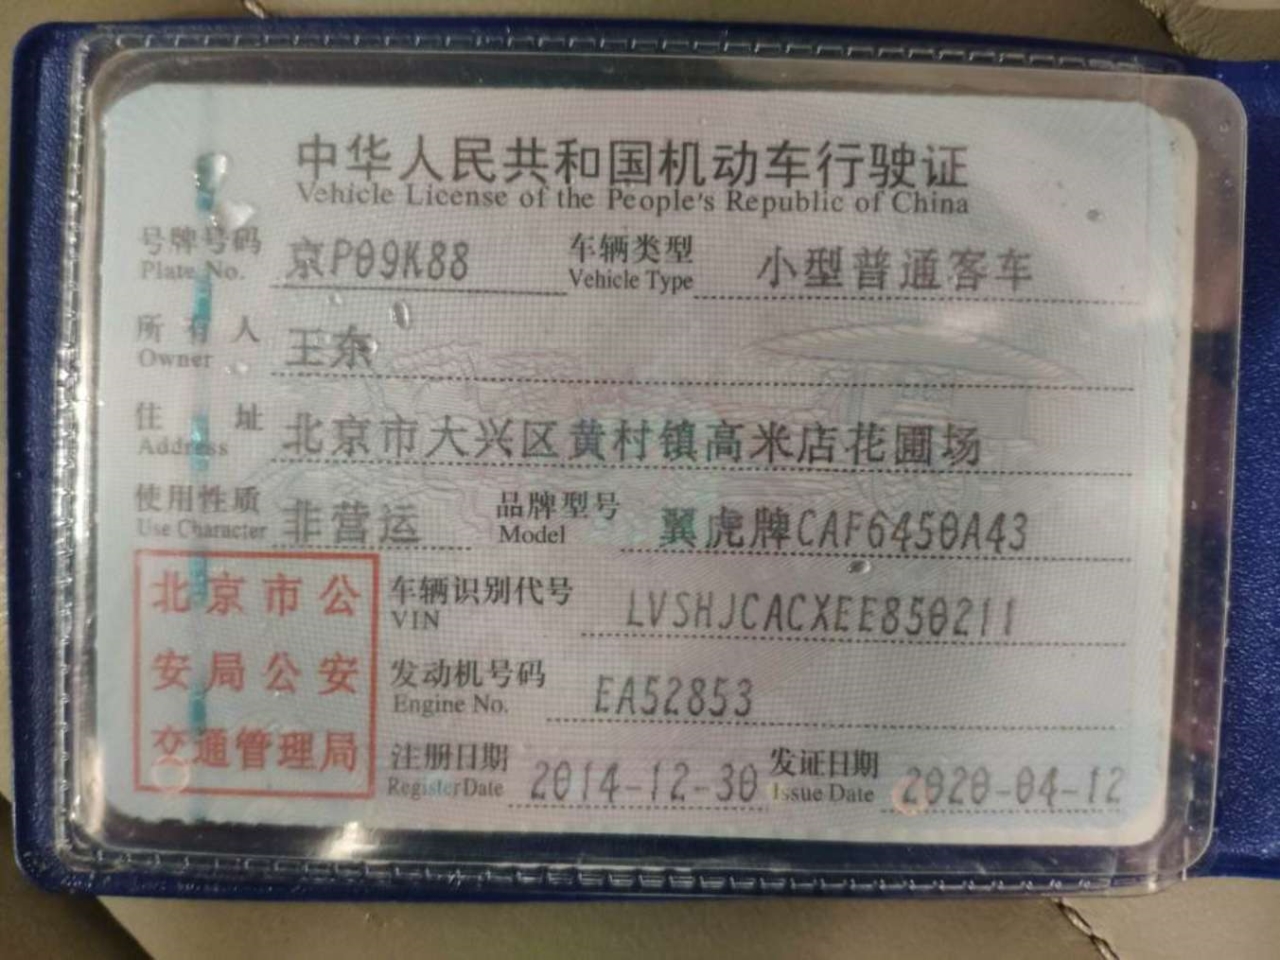 中华人民共和国机动车行驶证
Vehicle License of the People's Republic of China
号牌号码 京P09K88 车辆类型 小型普通客车
Plate No. Vehicle Type
所有人 王东
Owner
住址 北京市大兴区黄村镇高米店花圃场
Address
使用性质 非营运 品牌型号 翼虎牌CAF6450A43
Use Character Model
北京市公安局公安交通管理局
车辆识别代号 LVSHJCACXEE850211
VIN
发动机号码 EA52853
Engine No.
注册日期 2014-12-30 发证日期 2020-04-12
Register Date Issue Date